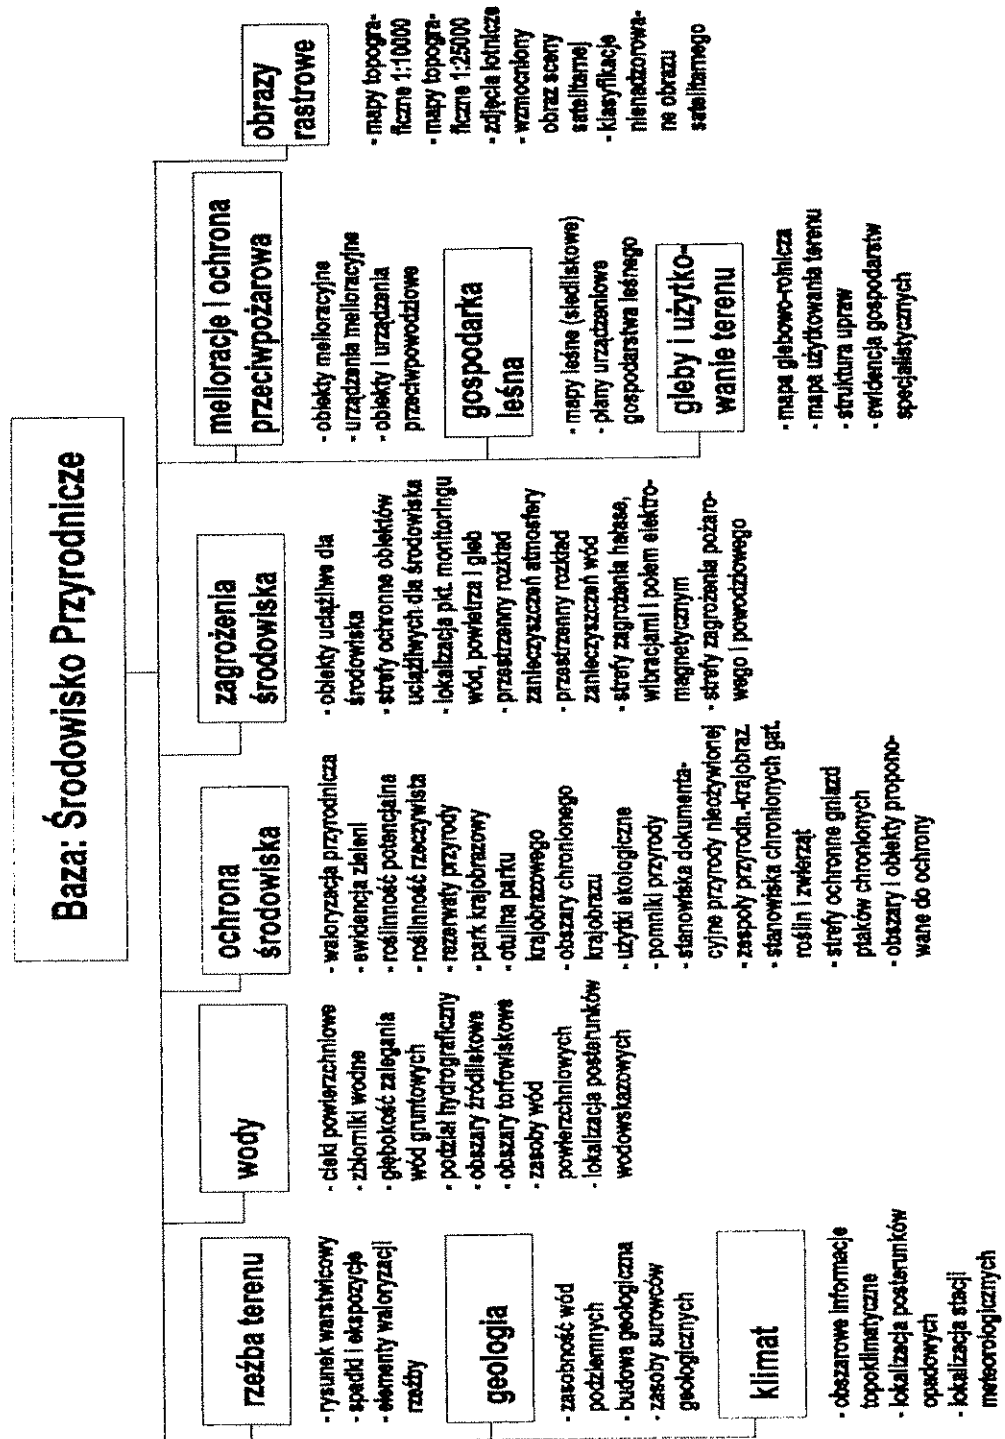 Baza: Środowisko Przyrodnicze
rzeźba terenu
- rysunek warstwicowy
- spadki i ekspozycje
- elementy waloryzacji
rzeźby
geologia
- zasobność wód
podziemnych
- budowa geologiczna
- zasoby surowców
geologicznych
klimat
- obszarowe informacje
topoklimatyczne
- lokalizacja posterunków
opadowych
- lokalizacja stacji
meteorologicznych
wody
- cieki powierzchniowe
- zbiorniki wodne
- głębokość zalegania
wód gruntowych
- podział hydrograficzny
- obszary źródliskowe
- obszary torfowiskowe
- zasoby wód
powierzchniowych
- lokalizacja posterunków
wodowskazowych
ochrona
środowiska
- waloryzacja przyrodnicza
- ewidencja zieleni
- roślinność potencjalna
- roślinność rzeczywista
- rezerwaty przyrody
- park krajobrazowy
- otulina parku
krajobrazowego
- obszary chronionego
krajobrazu
- użytki ekologiczne
- pomniki przyrody
- stanowiska dokumenta-
cyjne przyrody nieożywionej
- zespoły przyrodn.-krajobraz.
- stanowiska chronionych gat.
roślin i zwierząt
- strefy ochronne gniazd
ptaków chronionych
- obszary i obiekty propono-
wane do ochrony
zagrożenia
środowiska
- obiekty uciążliwe dla
środowiska
- strefy ochronne obiektów
uciążliwych dla środowiska
- lokalizacja pkt. monitoringu
wód, powietrza i gleb
- przestrzenny rozkład
zanieczyszczeń atmosfery
- przestrzenny rozkład
zanieczyszczeń wód
- strefy zagrożenia hałase,
wibracjami i polem elektro-
magnetycznym
- strefy zagrożenia pożaro-
wego i powodziowego
melioracje i ochrona
przeciwpożarowa
- obiekty melioracyjne
- urządzenia melioracyjne
- obiekty i urządzenia
przeciwpowodziowe
gospodarka
leśna
- mapy leśne (siedliskowe)
- plany urządzeniowe
gospodarstwa leśnego
gleby i użytko-
wanie terenu
- mapa glebowo-rolnicza
- mapa użytkowania terenu
- struktura upraw
- ewidencja gospodarstw
specjalistycznych
obrazy
rastrowe
- mapy topogra-
ficzne 1:10000
- mapy topogra-
ficzne 1:25000
- zdjęcia lotnicze
- wzmocniony
obraz sceny
satelitarnej
- klasyfikacje
nienadzorowa-
ne obrazu
satelitarnego